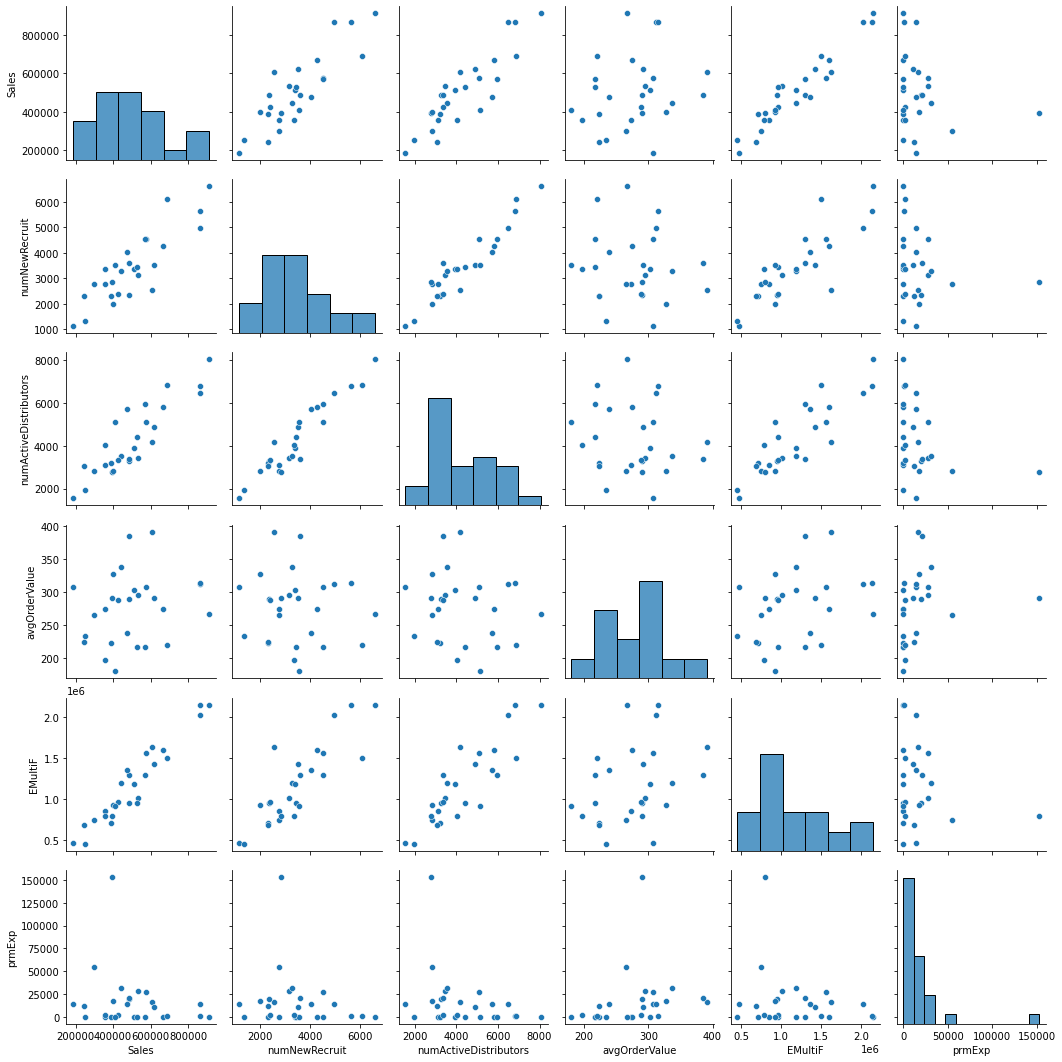 800000
600000
400000
200000
Sales
6000
5000
4000
3000
2000
1000
numNewRecruit
8000
6000
4000
2000
numActiveDistributors
400
350
300
250
200
avgOrderValue
1e6
2.0
1.5
1.0
0.5
EMultiF
150000
125000
100000
75000
50000
25000
0
prmExp
200000 400000 600000 800000
Sales
2000 4000 6000
numNewRecruit
2000 4000 6000 8000
numActiveDistributors
200 300 400
avgOrderValue
0.5 1.0 1.5 2.0
EMultiF
1e6
0 50000 100000 150000
prmExp